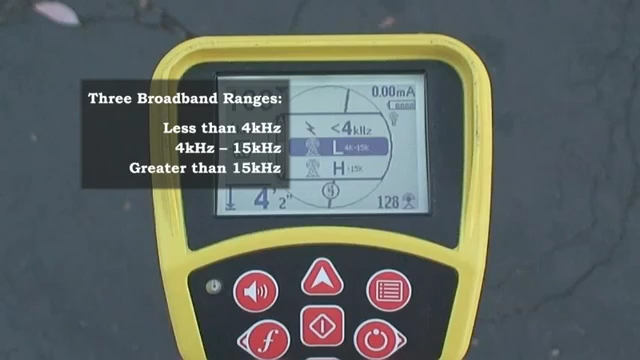 Three Broadband Ranges:
Less than 4kHz
4kHz – 15kHz
Greater than 15kHz
0.00mA
<4kHz
L 4K-15K
H >15K
4' 2"
128
f